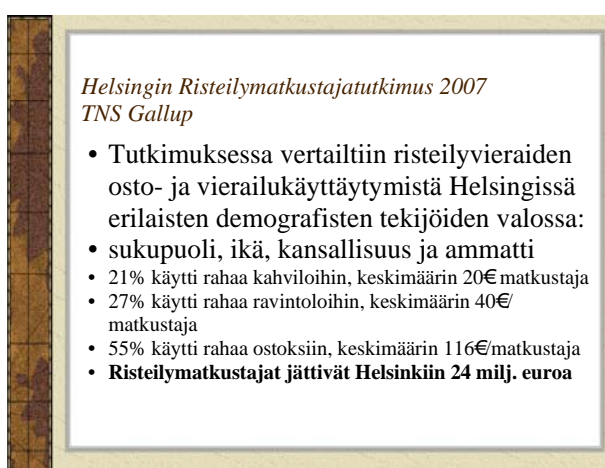 Helsingin Risteilymatkustajatutkimus 2007
TNS Gallup
• Tutkimuksessa vertailtiin risteilyvieraiden
osto- ja vierailukäyttäytymistä Helsingissä
erilaisten demografisten tekijöiden valossa:
• sukupuoli, ikä, kansallisuus ja ammatti
• 21% käytti rahaa kahviloihin, keskimäärin 20€ matkustaja
• 27% käytti rahaa ravintoloihin, keskimäärin 40€/
matkustaja
• 55% käytti rahaa ostoksiin, keskimäärin 116€/matkustaja
• Risteilymatkustajat jättivät Helsinkiin 24 milj. euroa